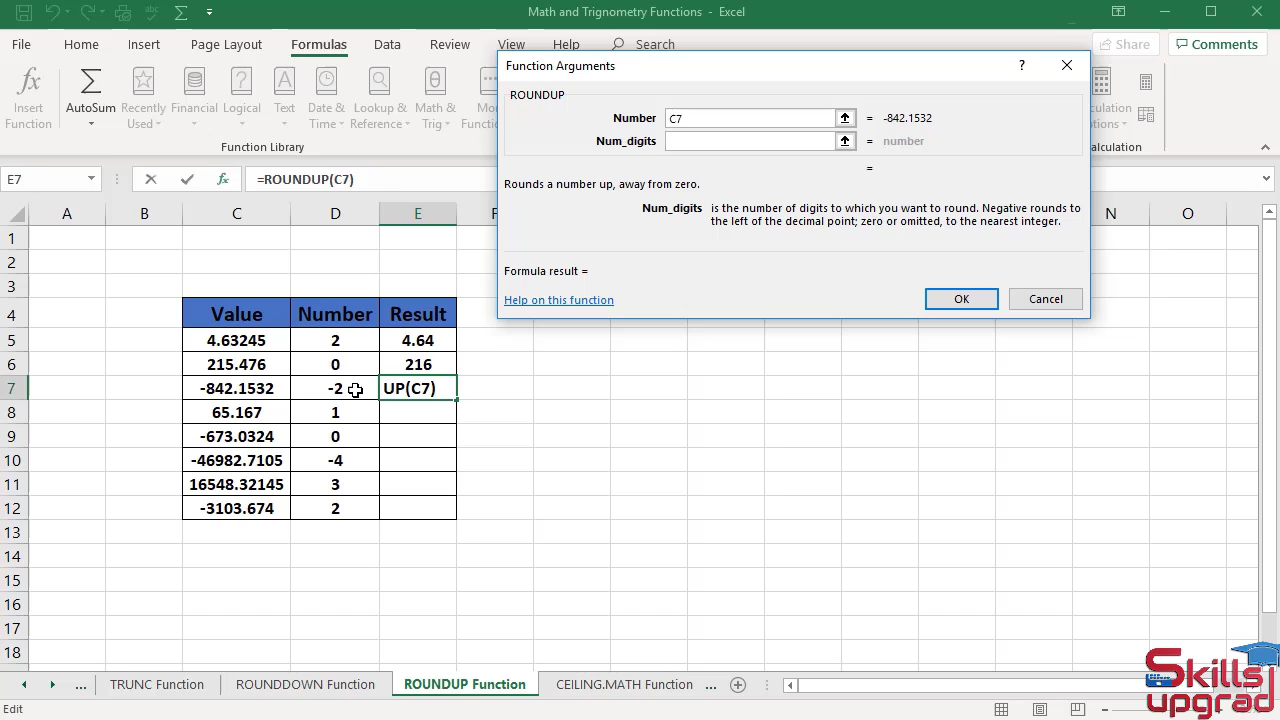 Math and Trignometry Functions - Excel
File Home Insert Page Layout Formulas Data Review View Help Search Share Comments
Insert Function
AutoSum
Recently Used
Financial
Logical
Text
Date & Time
Lookup & Reference
Math & Trig
Mo
Functi
culation
ptions
Function Library
alculation
Function Arguments ?
ROUNDUP
Number C7 = -842.1532
Num_digits = number
=
Rounds a number up, away from zero.
Num_digits is the number of digits to which you want to round. Negative rounds to
the left of the decimal point; zero or omitted, to the nearest integer.
Formula result =
Help on this function OK Cancel
E7 fx =ROUNDUP(C7)
A B C D E F N O
1
2
3
4 Value Number Result
5 4.63245 2 4.64
6 215.476 0 216
7 -842.1532 -2 UP(C7)
8 65.167 1
9 -673.0324 0
10 -46982.7105 -4
11 16548.32145 3
12 -3103.674 2
13
14
15
16
17
18
... TRUNC Function ROUNDDOWN Function ROUNDUP Function CEILING.MATH Function ...
Edit
Skills
upgrad